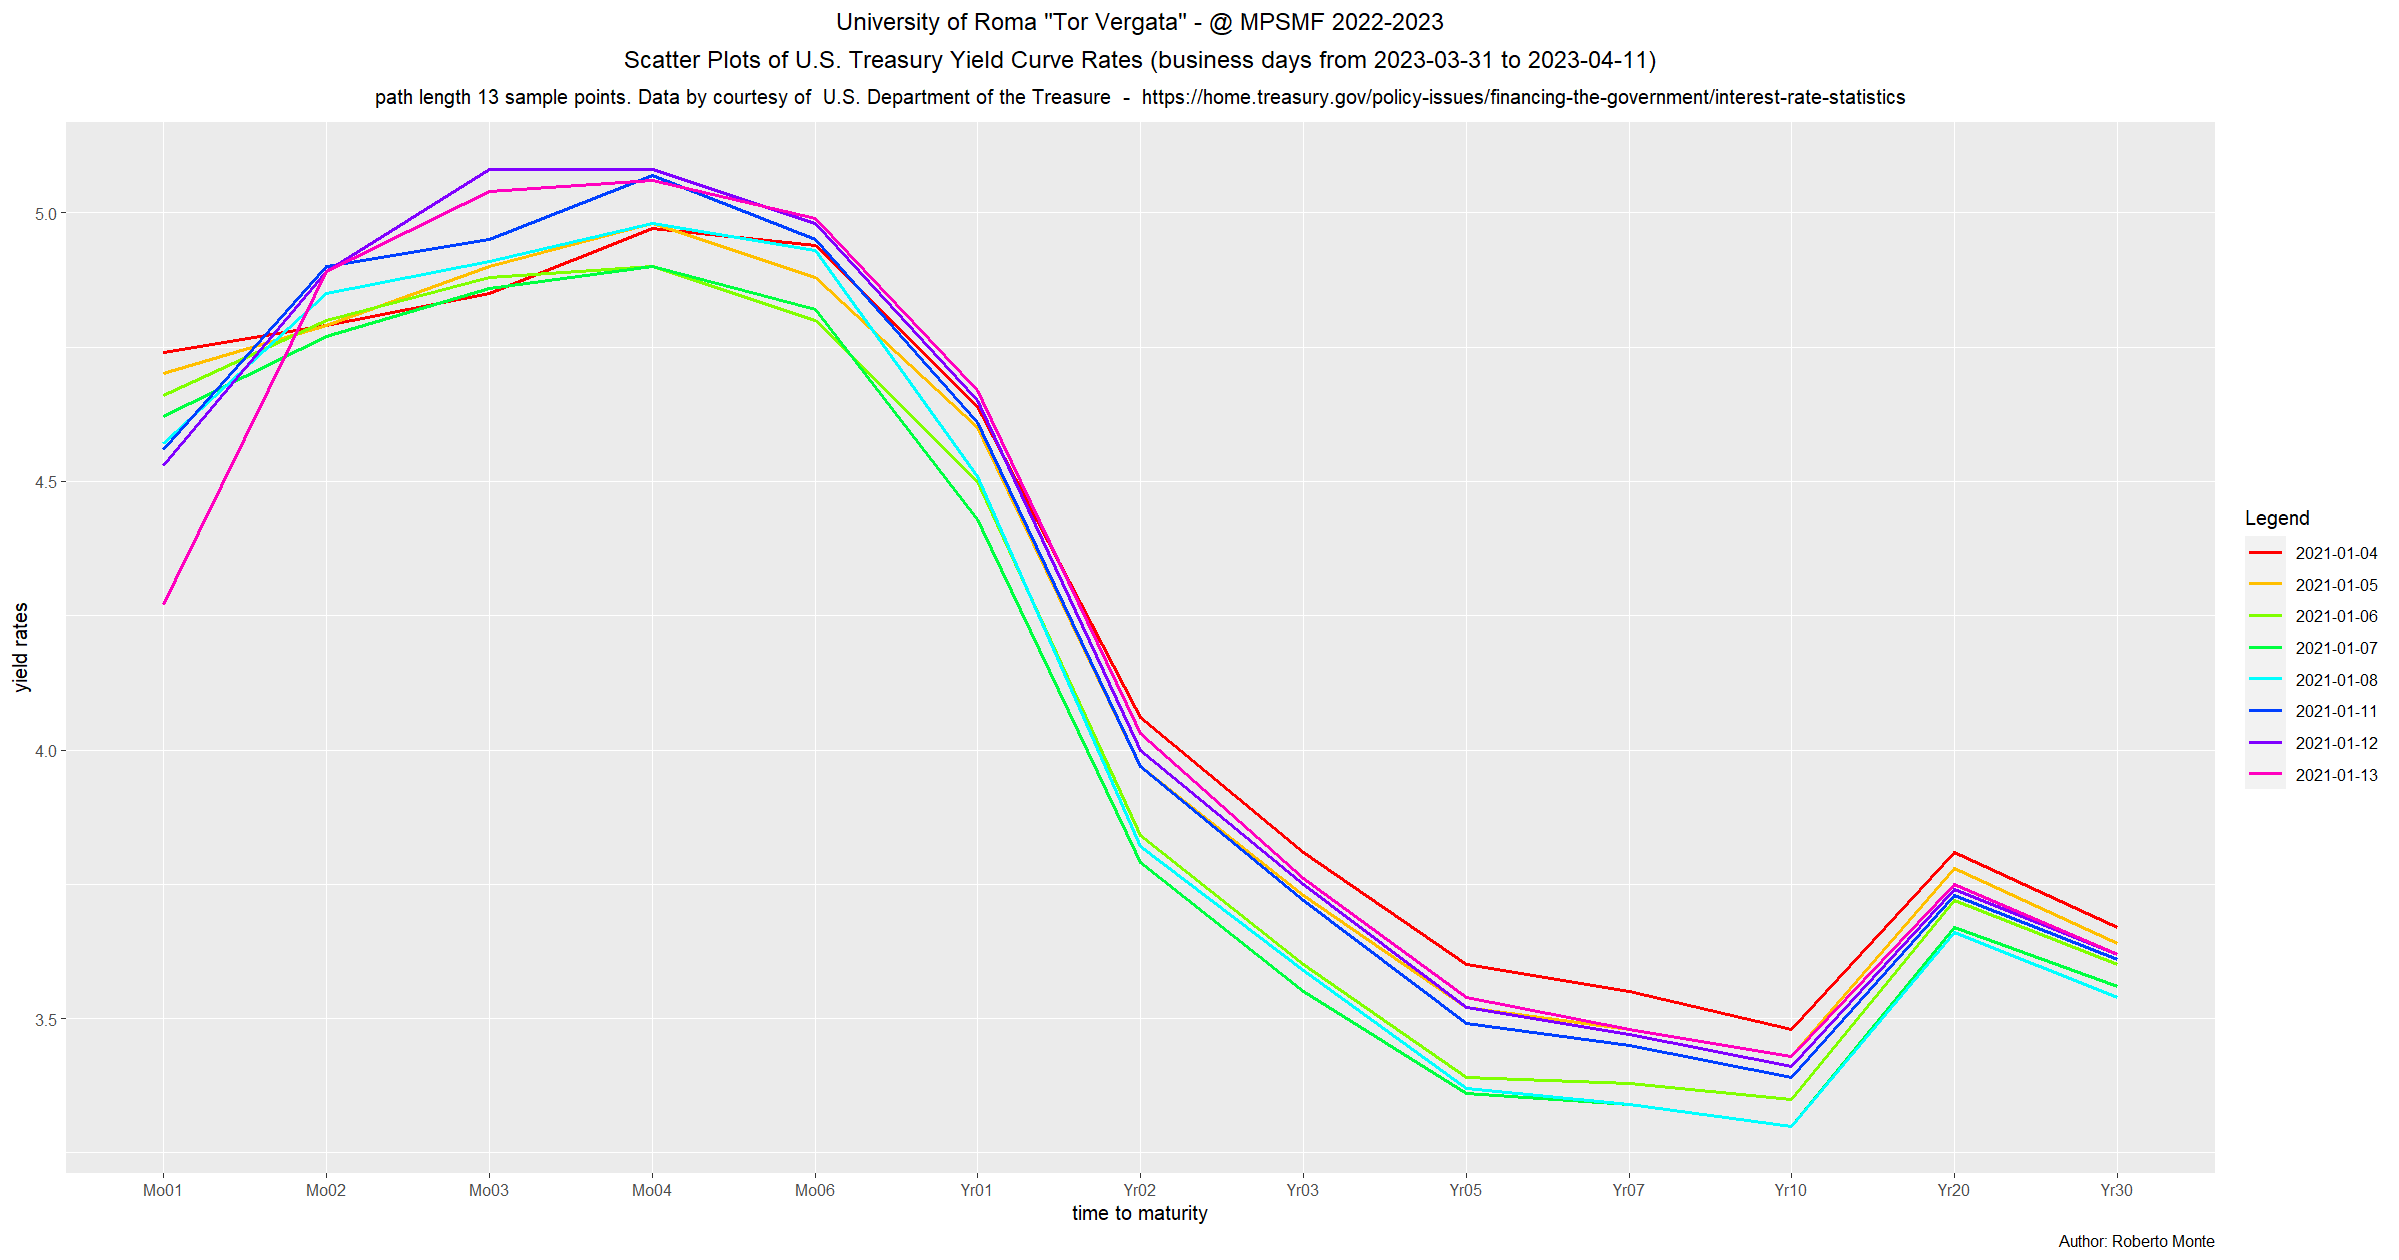 University of Roma "Tor Vergata" - @ MPSMF 2022-2023
Scatter Plots of U.S. Treasury Yield Curve Rates (business days from 2023-03-31 to 2023-04-11)
path length 13 sample points. Data by courtesy of  U.S. Department of the Treasure  -  https://home.treasury.gov/policy-issues/financing-the-government/interest-rate-statistics
5.0
4.5
4.0
3.5
yield rates
Mo01 Mo02 Mo03 Mo04 Mo06 Yr01 Yr02 Yr03 Yr05 Yr07 Yr10 Yr20 Yr30
time to maturity
Legend
2021-01-04
2021-01-05
2021-01-06
2021-01-07
2021-01-08
2021-01-11
2021-01-12
2021-01-13
Author: Roberto Monte